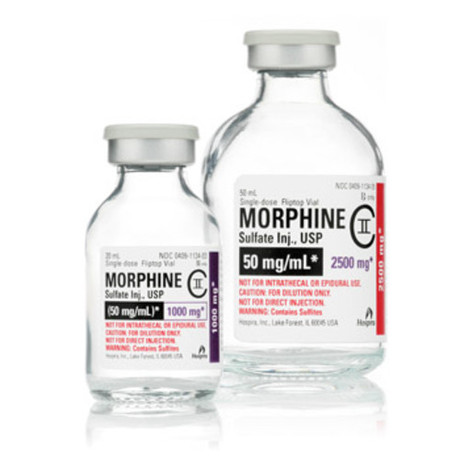 20 mL NDC 0409-1134-03
Single-dose Fliptop Vial
MORPHINE CII
Sulfate Inj., USP
(50 mg/mL)* 1000 mg*
NOT FOR INTRATHECAL OR EPIDURAL USE.
CAUTION: FOR DILUTION ONLY.
NOT FOR DIRECT INJECTION.
WARNING: Contains Sulfites
Hospira, Inc., Lake Forest, IL 60045 USA
Hospira
1000 mg*
50 mL NDC 0409-1134-05
Single-dose Fliptop Vial
MORPHINE CII
Sulfate Inj., USP
50 mg/mL* 2500 mg*
NOT FOR INTRATHECAL OR EPIDURAL USE.
CAUTION: FOR DILUTION ONLY.
NOT FOR DIRECT INJECTION.
WARNING: Contains Sulfites
Hospira, Inc., Lake Forest, IL 60045 USA
Hospira
2500 mg*